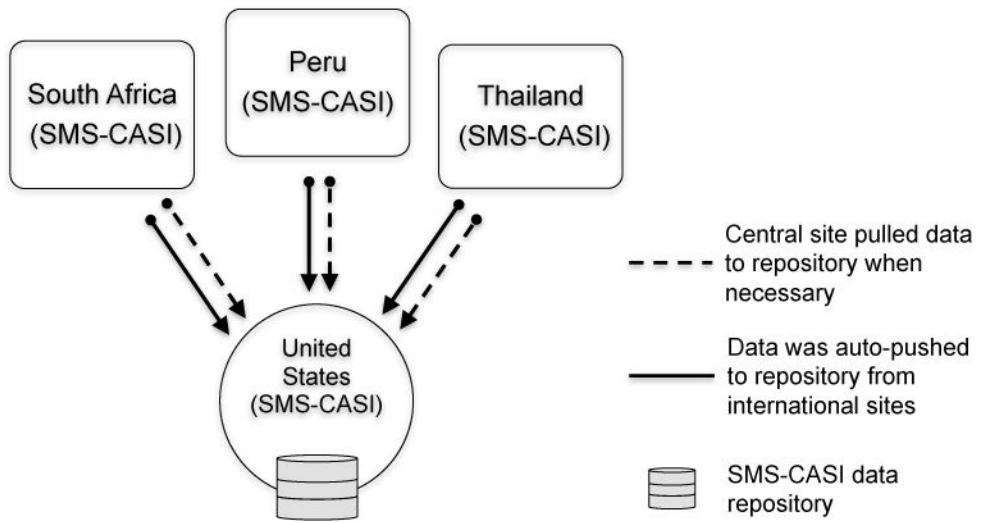 South Africa
(SMS-CASI)
Peru
(SMS-CASI)
Thailand
(SMS-CASI)
United
States
(SMS-CASI)
Central site pulled data
to repository when
necessary
Data was auto-pushed
to repository from
international sites
SMS-CASI data
repository